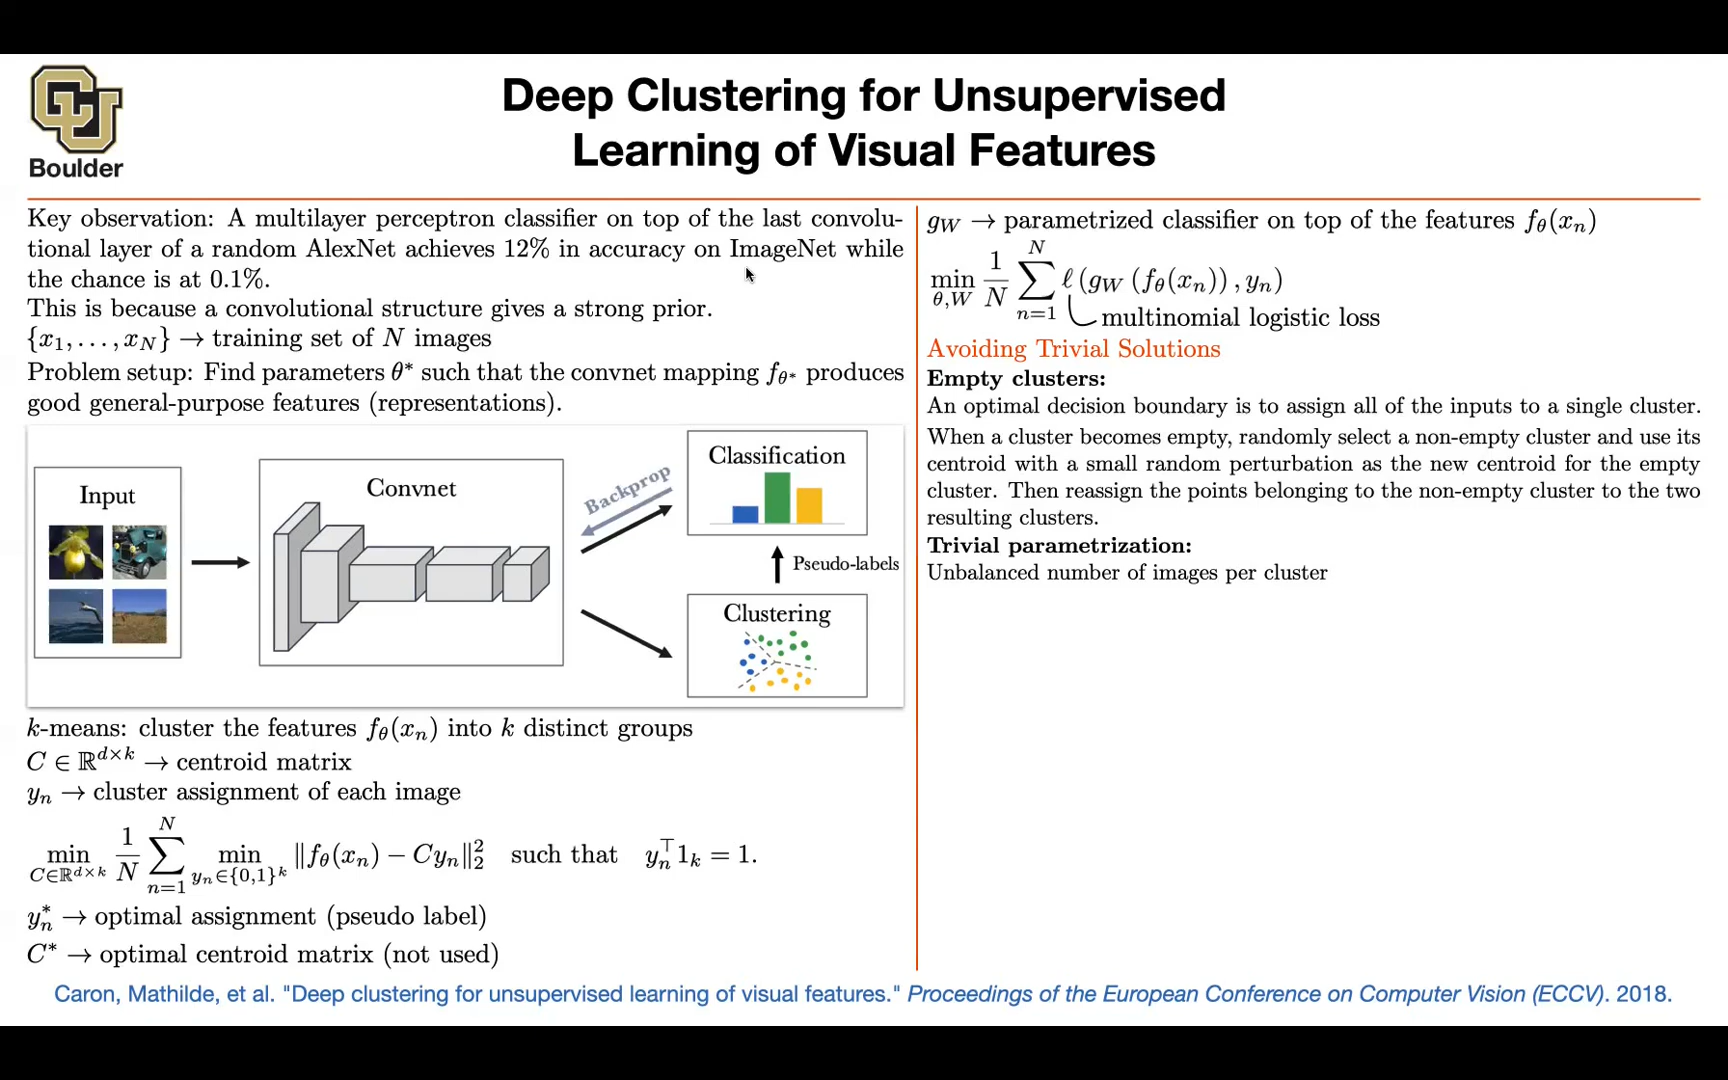 Boulder
Deep Clustering for Unsupervised
Learning of Visual Features
Key observation: A multilayer perceptron classifier on top of the last convolu-
tional layer of a random AlexNet achieves 12% in accuracy on ImageNet while
the chance is at 0.1%.
This is because a convolutional structure gives a strong prior.
{x₁, . . . , x_N} → training set of N images
Problem setup: Find parameters θ* such that the convnet mapping f_θ* produces
good general-purpose features (representations).
Input
Convnet
Backprop
Classification
Pseudo-labels
Clustering
k-means: cluster the features f_θ(x_n) into k distinct groups
C ∈ ℝ^{d×k} → centroid matrix
y_n → cluster assignment of each image
min_{C∈ℝ^{d×k}} 1/N ∑_{n=1}^{N} min_{y_n∈{0,1}^k} ‖f_θ(x_n) − Cy_n‖₂² such that y_n^⊤ 1_k = 1.
y_n* → optimal assignment (pseudo label)
C* → optimal centroid matrix (not used)
g_W → parametrized classifier on top of the features f_θ(x_n)
min_{θ,W} 1/N ∑_{n=1}^{N} ℓ(g_W(f_θ(x_n)), y_n)
multinomial logistic loss
Avoiding Trivial Solutions
Empty clusters:
An optimal decision boundary is to assign all of the inputs to a single cluster.
When a cluster becomes empty, randomly select a non-empty cluster and use its
centroid with a small random perturbation as the new centroid for the empty
cluster. Then reassign the points belonging to the non-empty cluster to the two
resulting clusters.
Trivial parametrization:
Unbalanced number of images per cluster
Caron, Mathilde, et al. "Deep clustering for unsupervised learning of visual features." Proceedings of the European Conference on Computer Vision (ECCV). 2018.